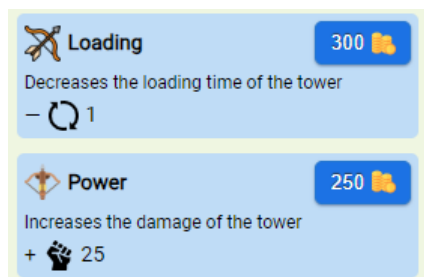 Loading
300
Decreases the loading time of the tower
– 1
Power
250
Increases the damage of the tower
+ 25